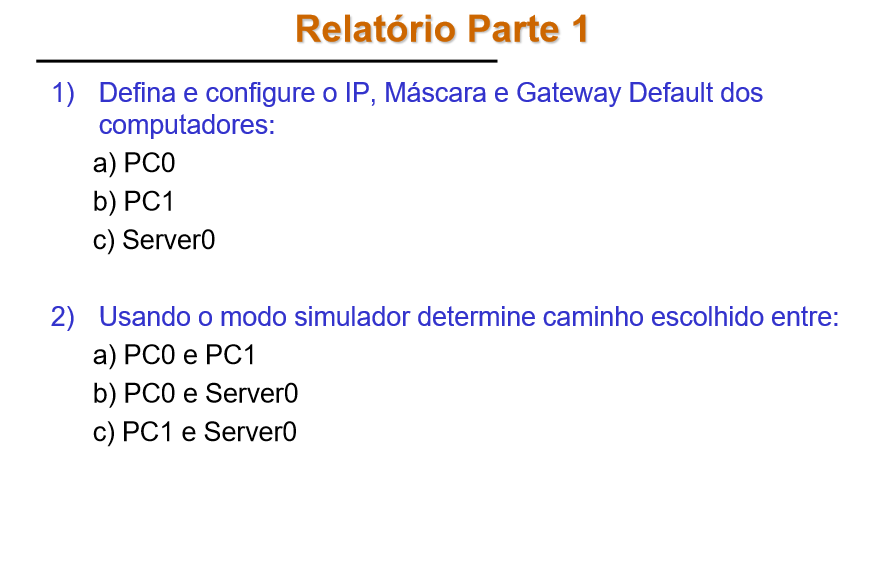 Relatório Parte 1
1) Defina e configure o IP, Máscara e Gateway Default dos
computadores:
a) PC0
b) PC1
c) Server0
2) Usando o modo simulador determine caminho escolhido entre:
a) PC0 e PC1
b) PC0 e Server0
c) PC1 e Server0